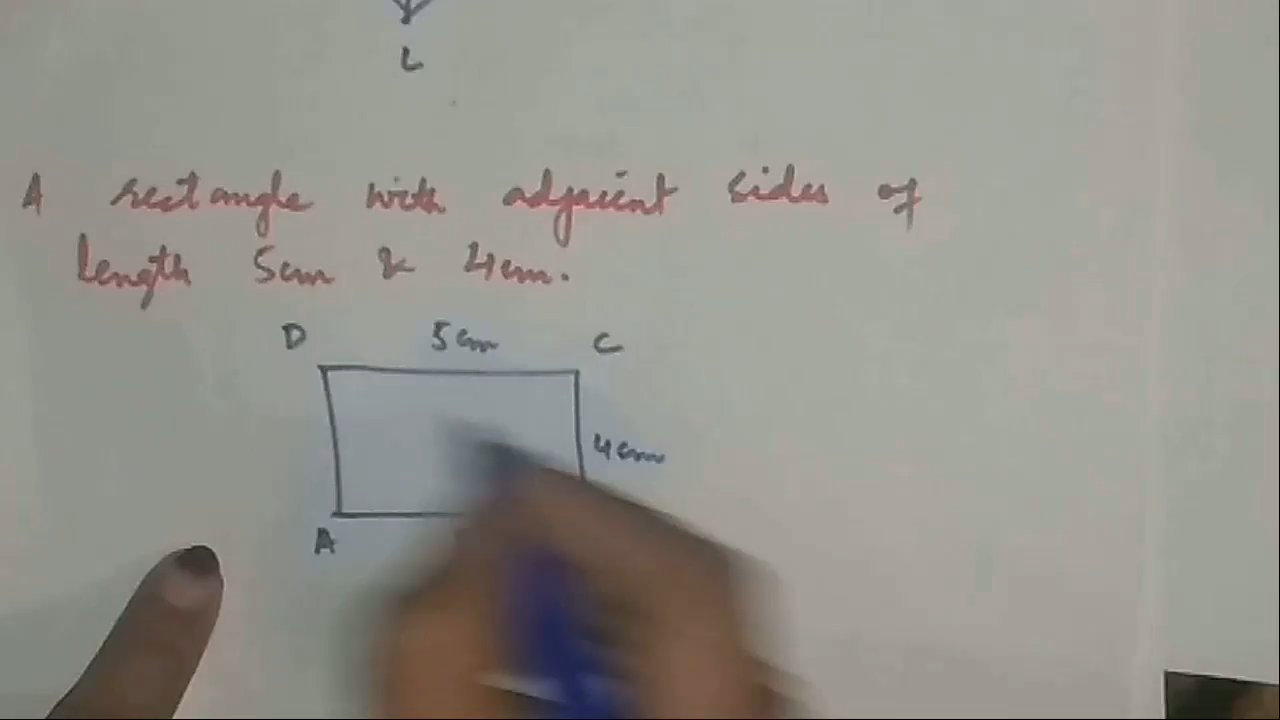 L
A rectangle with adjacent sides of
length 5cm & 4cm.
D 5cm C
4cm
A